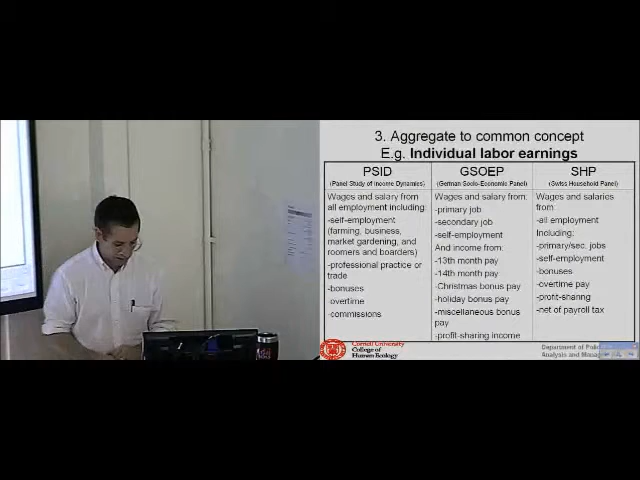 3. Aggregate to common concept
E.g. Individual labor earnings
PSID
(Panel Study of Income Dynamics)
Wages and salary from
all employment including:
-self-employment
(farming, business,
market gardening, and
roomers and boarders)
-professional practice or
trade
-bonuses
-overtime
-commissions
GSOEP
(German Socio-Economic Panel)
Wages and salary from:
-primary job
-secondary job
-self-employment
And income from:
-13th month pay
-14th month pay
-Christmas bonus pay
-holiday bonus pay
-miscellaneous bonus
pay
-profit-sharing income
SHP
(Swiss Household Panel)
Wages and salaries
from
-all employment
Including:
-primary/sec. jobs
-self-employment
-bonuses
-overtime pay
-profit-sharing
-net of payroll tax
Cornell University
College of
Human Ecology
Department of
Analysis and